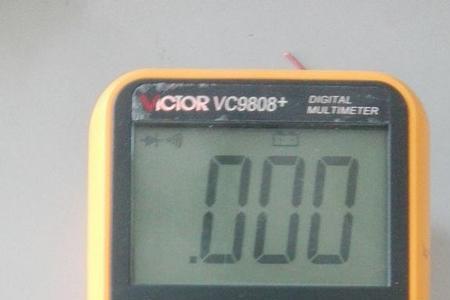 VICTOR VC9808+ DIGITAL
MULTIMETER
.000